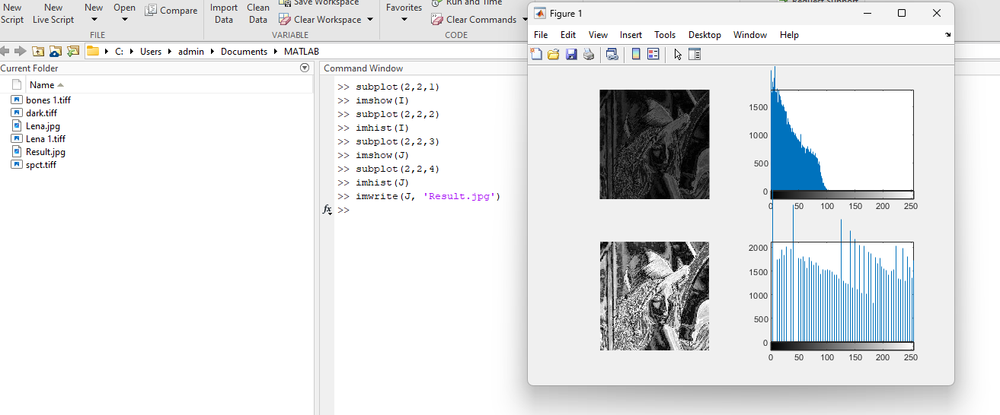 New
Script
New
Live Script
New
Open
Compare
FILE
Import
Data
Clean
Data
Save Workspace
Clear Workspace
VARIABLE
Favorites
Run and Time
Clear Commands
CODE
Request Support
C: Users admin Documents MATLAB
Current Folder
Name
bones 1.tiff
dark.tiff
Lena.jpg
Lena 1.tiff
Result.jpg
spct.tiff
Command Window
>> subplot(2,2,1)
>> imshow(I)
>> subplot(2,2,2)
>> imhist(I)
>> subplot(2,2,3)
>> imshow(J)
>> subplot(2,2,4)
>> imhist(J)
>> imwrite(J, 'Result.jpg')
fx >>
Figure 1
File Edit View Insert Tools Desktop Window Help
1500
1000
500
0
0 50 100 150 200 250
2000
1500
1000
500
0
0 50 100 150 200 250